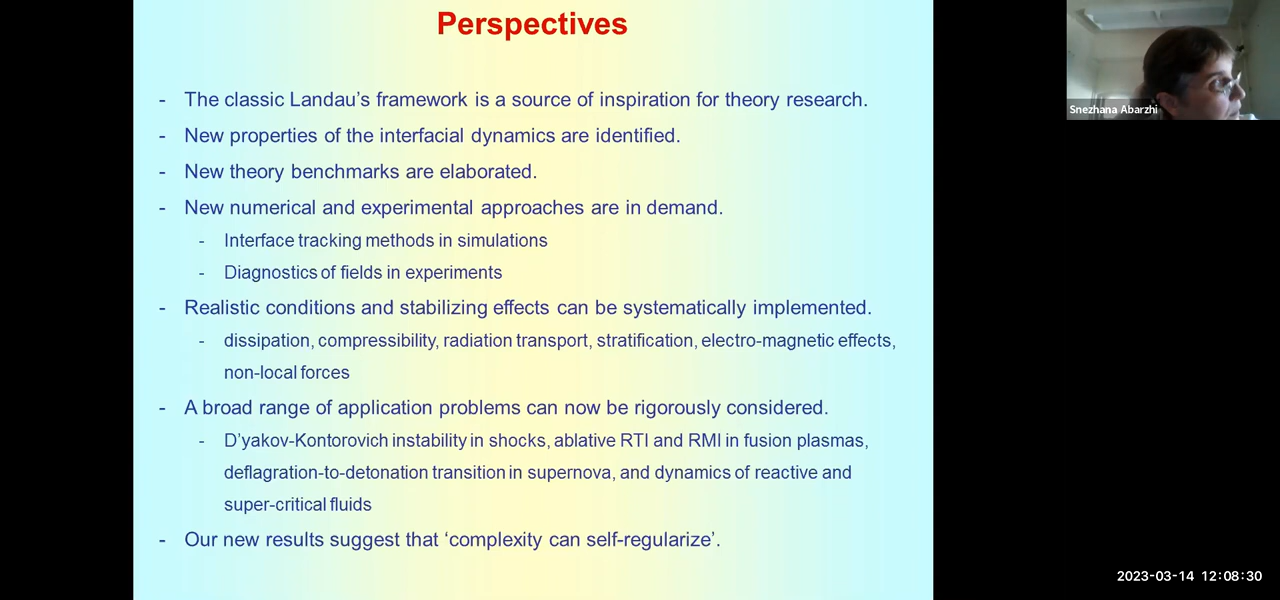 Perspectives
- The classic Landau's framework is a source of inspiration for theory research.
- New properties of the interfacial dynamics are identified.
- New theory benchmarks are elaborated.
- New numerical and experimental approaches are in demand.
- Interface tracking methods in simulations
- Diagnostics of fields in experiments
- Realistic conditions and stabilizing effects can be systematically implemented.
- dissipation, compressibility, radiation transport, stratification, electro-magnetic effects,
non-local forces
- A broad range of application problems can now be rigorously considered.
- D'yakov-Kontorovich instability in shocks, ablative RTI and RMI in fusion plasmas,
deflagration-to-detonation transition in supernova, and dynamics of reactive and
super-critical fluids
- Our new results suggest that ‘complexity can self-regularize’.
Snezhana Abarzhi
2023-03-14 12:08:30